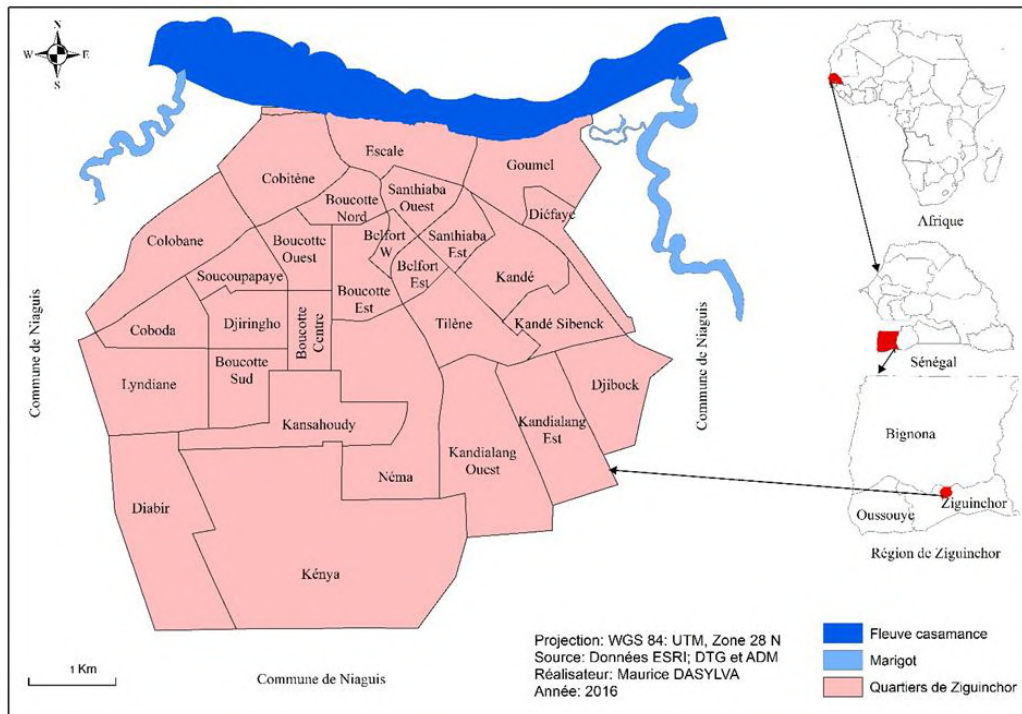 N
W E
S
Escale
Goumel
Cobitène
Santhiaba
Ouest
Boucotte
Nord
Diéfaye
Colobane
Belfort
W
Santhiaba
Est
Boucotte
Ouest
Soucoupapaye
Belfort
Est
Kandé
Boucotte
Est
Coboda
Djiringho
Boucotte
Centre
Tilène
Kandé Sibenck
Lyndiane
Boucotte
Sud
Djibock
Kansahoudy
Kandialang
Est
Kandialang
Ouest
Néma
Diabir
Kénya
Commune de Niaguis
Commune de Niaguis
Commune de Niaguis
1 Km
Afrique
Sénégal
Bignona
Ziguinchor
Oussouye
Région de Ziguinchor
Projection: WGS 84: UTM, Zone 28 N
Source: Données ESRI; DTG et ADM
Réalisateur: Maurice DASYLVA
Année: 2016
Fleuve casamance
Marigot
Quartiers de Ziguinchor